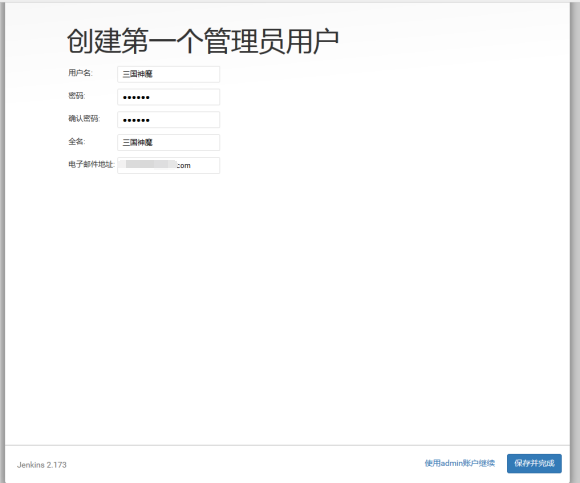 创建第一个管理员用户
用户名: 三国神魔
密码: ••••••
确认密码: ••••••
全名: 三国神魔
电子邮件地址: com
Jenkins 2.173 使用admin账户继续 保存并完成